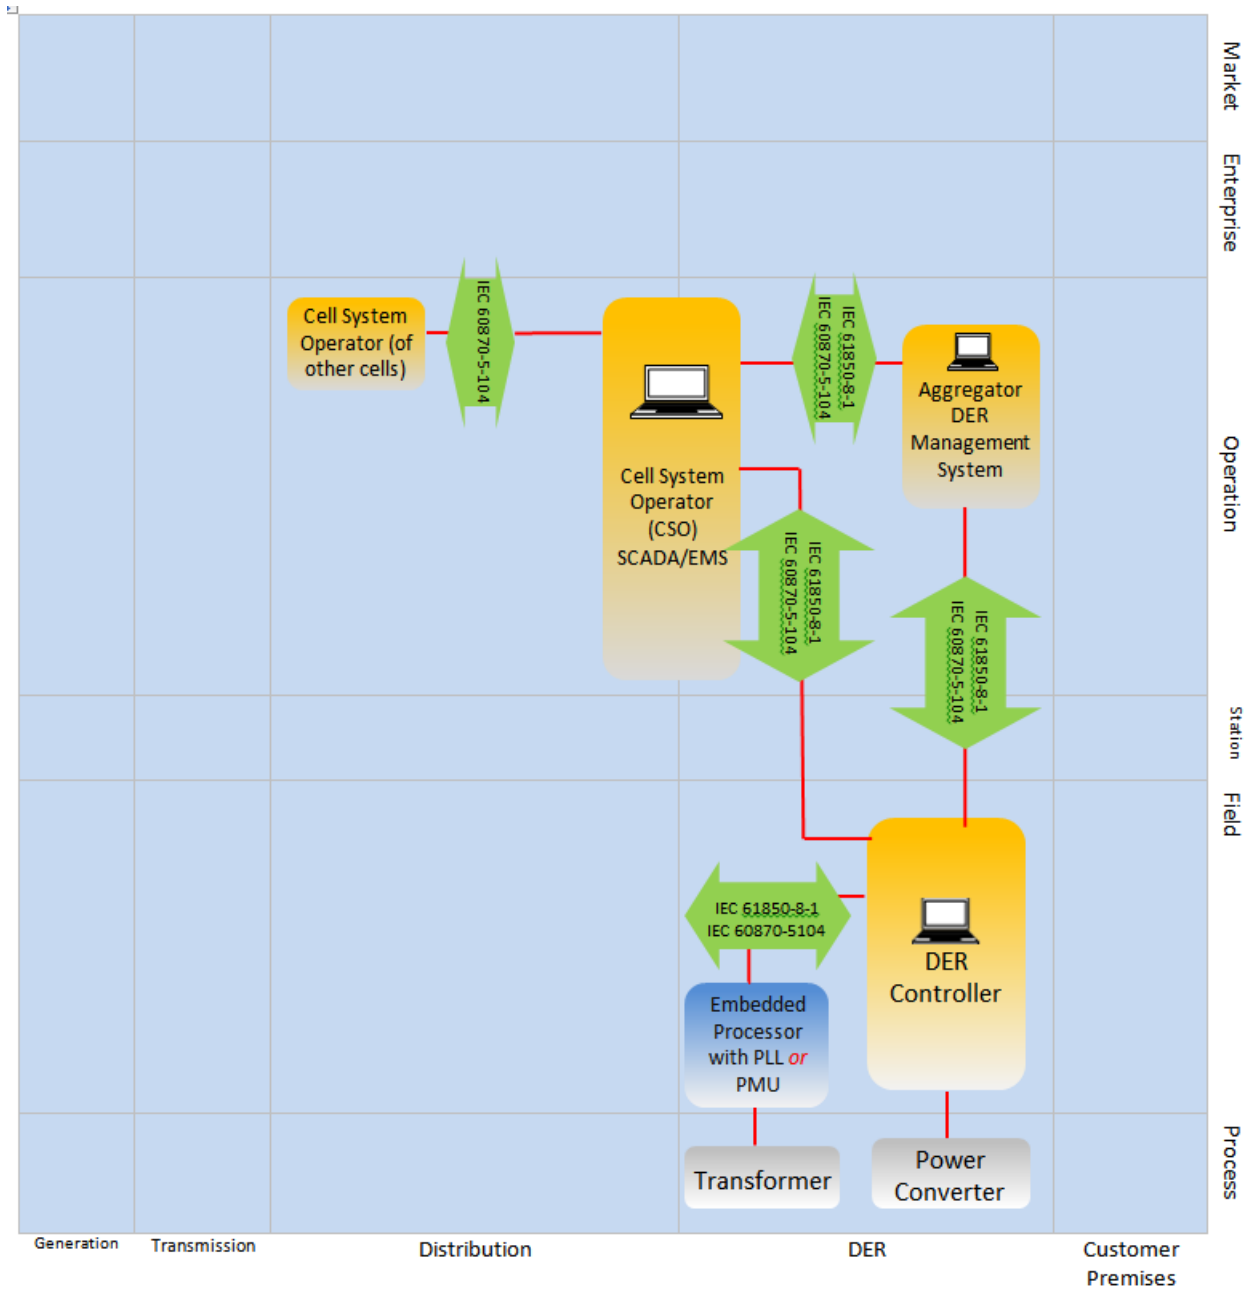 Market
Enterprise
Operation
Station
Field
Process
Cell System
Operator (of
other cells)
IEC 60870-5-104
Cell System
Operator
(CSO)
SCADA/EMS
IEC 61850-8-1
IEC 60870-5-104
Aggregator
DER
Management
System
IEC 61850-8-1
IEC 60870-5-104
IEC 61850-8-1
IEC 60870-5-104
IEC 61850-8-1
IEC 60870-5104
DER
Controller
Embedded
Processor
with PLL or
PMU
Transformer
Power
Converter
Generation
Transmission
Distribution
DER
Customer
Premises